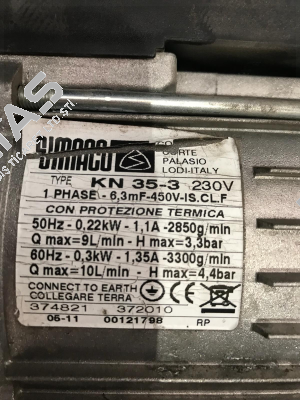 SIMACO
CORTE
PALASIO
LODI-ITALY
TYPE KN 35-3 230V
1 PHASE\ - 6,3mF-450V-IS.CL.F
CON PROTEZIONE TERMICA
50Hz - 0,22kW - 1,1A -2850g/min
Q max=9L/min - H max=3,3bar
60Hz - 0,3kW - 1,35A -3300g/min
Q max=10L/min - H max=4,4bar
CONNECT TO EARTH
COLLEGARE TERRA
CE
374821 372010
05-11 00121798 RP